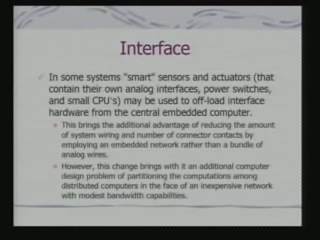 Interface
In some systems "smart" sensors and actuators (that
contain their own analog interfaces, power switches,
and small CPU's) may be used to off-load interface
hardware from the central embedded computer.
This brings the additional advantage of reducing the amount
of system wiring and number of connector contacts by
employing an embedded network rather than a bundle of
analog wires.
However, this change brings with it an additional computer
design problem of partitioning the computations among
distributed computers in the face of an inexpensive network
with modest bandwidth capabilities.